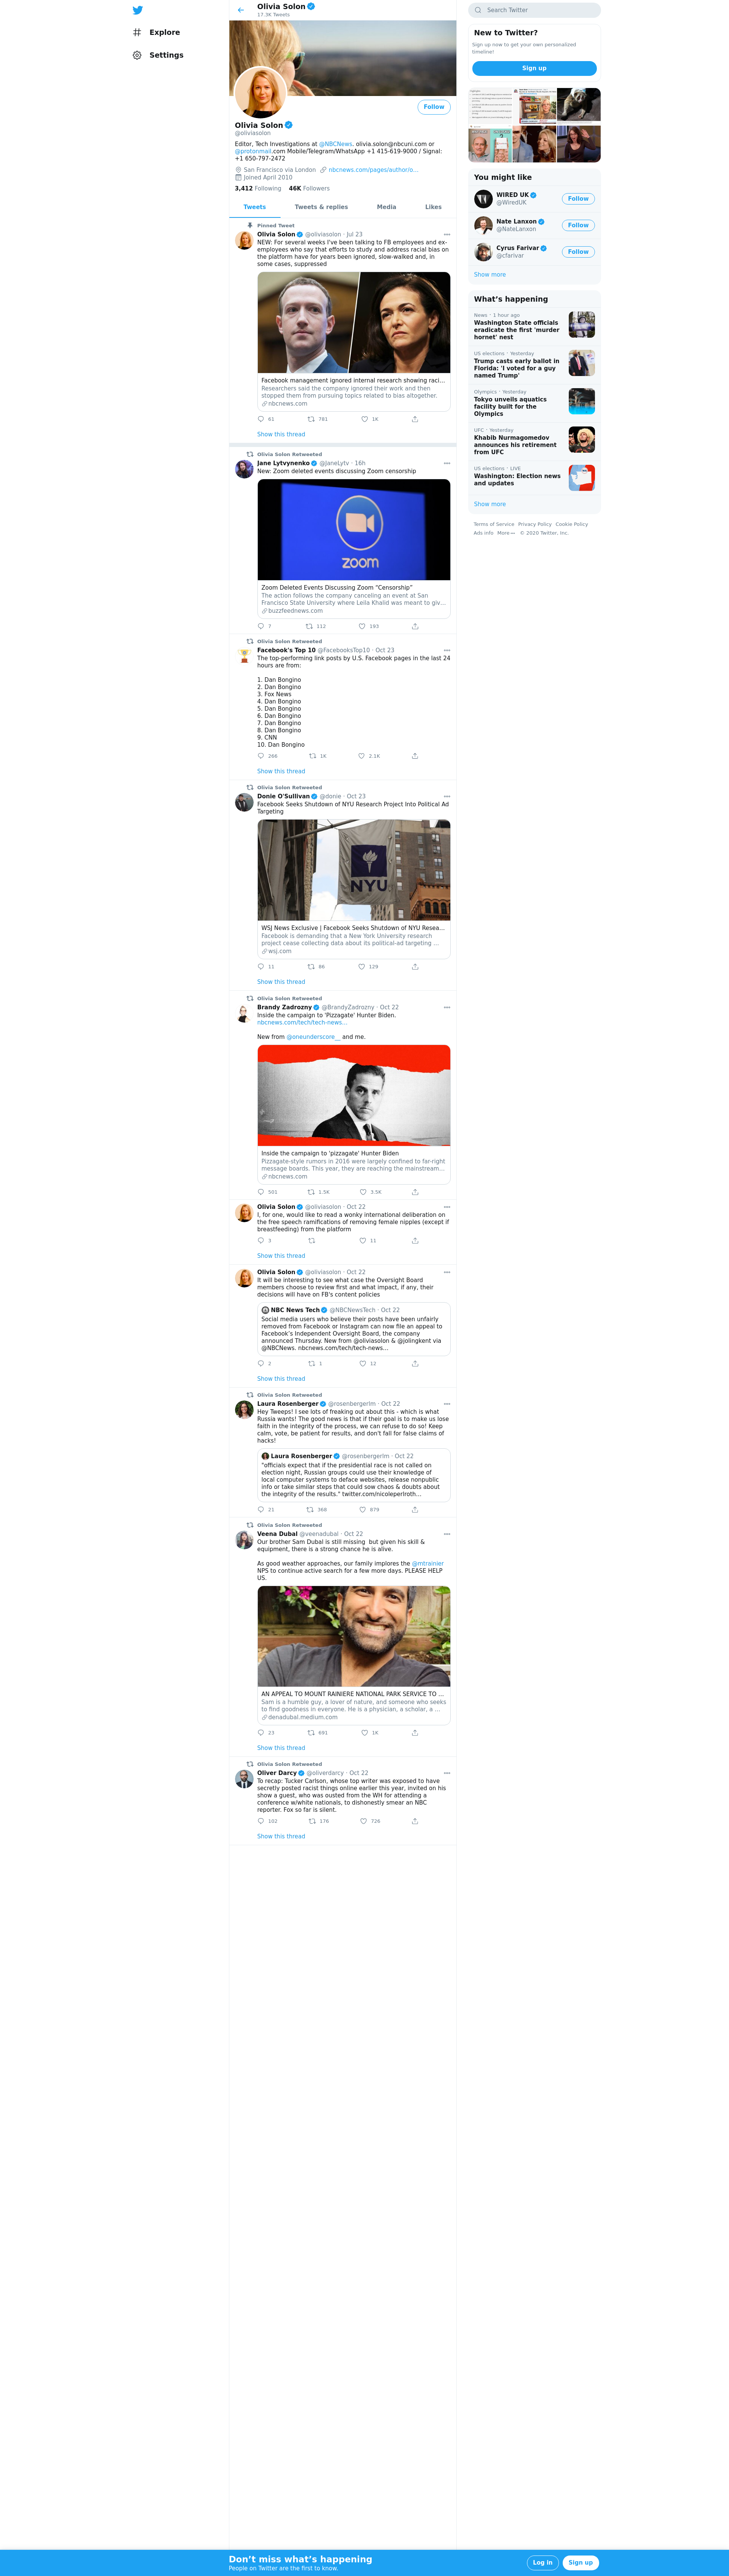 Explore
Settings
Olivia Solon
17.3K Tweets
Follow
Olivia Solon
@oliviasolon
Editor, Tech Investigations at @NBCNews. olivia.solon@nbcuni.com or
@protonmail.com Mobile/Telegram/WhatsApp +1 415-619-9000 / Signal:
+1 650-797-2472
San Francisco via London nbcnews.com/pages/author/o…
Joined April 2010
3,412 Following 46K Followers
Tweets Tweets & replies Media Likes
Pinned Tweet
Olivia Solon @oliviasolon · Jul 23
NEW: For several weeks I've been talking to FB employees and ex-
employees who say that efforts to study and address racial bias on
the platform have for years been ignored, slow-walked and, in
some cases, suppressed
Facebook management ignored internal research showing raci…
Researchers said the company ignored their work and then
stopped them from pursuing topics related to bias altogether.
nbcnews.com
61 781 1K
Show this thread
Olivia Solon Retweeted
Jane Lytvynenko @JaneLytv · 16h
New: Zoom deleted events discussing Zoom censorship
zoom
Zoom Deleted Events Discussing Zoom “Censorship”
The action follows the company canceling an event at San
Francisco State University where Leila Khalid was meant to giv…
buzzfeednews.com
7 112 193
Olivia Solon Retweeted
Facebook's Top 10 @FacebooksTop10 · Oct 23
The top-performing link posts by U.S. Facebook pages in the last 24
hours are from:
1. Dan Bongino
2. Dan Bongino
3. Fox News
4. Dan Bongino
5. Dan Bongino
6. Dan Bongino
7. Dan Bongino
8. Dan Bongino
9. CNN
10. Dan Bongino
266 1K 2.1K
Show this thread
Olivia Solon Retweeted
Donie O'Sullivan @donie · Oct 23
Facebook Seeks Shutdown of NYU Research Project Into Political Ad
Targeting
NYU
WSJ News Exclusive | Facebook Seeks Shutdown of NYU Resea…
Facebook is demanding that a New York University research
project cease collecting data about its political-ad targeting …
wsj.com
11 86 129
Show this thread
Olivia Solon Retweeted
Brandy Zadrozny @BrandyZadrozny · Oct 22
Inside the campaign to 'Pizzagate' Hunter Biden.
nbcnews.com/tech/tech-news…
New from @oneunderscore__ and me.
Inside the campaign to 'pizzagate' Hunter Biden
Pizzagate-style rumors in 2016 were largely confined to far-right
message boards. This year, they are reaching the mainstream…
nbcnews.com
501 1.5K 3.5K
Olivia Solon @oliviasolon · Oct 22
I, for one, would like to read a wonky international deliberation on
the free speech ramifications of removing female nipples (except if
breastfeeding) from the platform
3 11
Show this thread
Olivia Solon @oliviasolon · Oct 22
It will be interesting to see what case the Oversight Board
members choose to review first and what impact, if any, their
decisions will have on FB's content policies
NBC News Tech @NBCNewsTech · Oct 22
Social media users who believe their posts have been unfairly
removed from Facebook or Instagram can now file an appeal to
Facebook’s Independent Oversight Board, the company
announced Thursday. New from @oliviasolon & @jolingkent via
@NBCNews. nbcnews.com/tech/tech-news…
2 1 12
Show this thread
Olivia Solon Retweeted
Laura Rosenberger @rosenbergerlm · Oct 22
Hey Tweeps! I see lots of freaking out about this - which is what
Russia wants! The good news is that if their goal is to make us lose
faith in the integrity of the process, we can refuse to do so! Keep
calm, vote, be patient for results, and don't fall for false claims of
hacks!
Laura Rosenberger @rosenbergerlm · Oct 22
"officials expect that if the presidential race is not called on
election night, Russian groups could use their knowledge of
local computer systems to deface websites, release nonpublic
info or take similar steps that could sow chaos & doubts about
the integrity of the results." twitter.com/nicoleperlroth…
21 368 879
Olivia Solon Retweeted
Veena Dubal @veenadubal · Oct 22
Our brother Sam Dubal is still missing but given his skill &
equipment, there is a strong chance he is alive.
As good weather approaches, our family implores the @mtrainier
NPS to continue active search for a few more days. PLEASE HELP
US.
AN APPEAL TO MOUNT RAINIERE NATIONAL PARK SERVICE TO …
Sam is a humble guy, a lover of nature, and someone who seeks
to find goodness in everyone. He is a physician, a scholar, a …
denadubal.medium.com
23 691 1K
Show this thread
Olivia Solon Retweeted
Oliver Darcy @oliverdarcy · Oct 22
To recap: Tucker Carlson, whose top writer was exposed to have
secretly posted racist things online earlier this year, invited on his
show a guest, who was ousted from the WH for attending a
conference w/white nationals, to dishonestly smear an NBC
reporter. Fox so far is silent.
102 176 726
Show this thread
Search Twitter
New to Twitter?
Sign up now to get your own personalized
timeline!
Sign up
You might like
WIRED UK
@WiredUK
Follow
Nate Lanxon
@NateLanxon
Follow
Cyrus Farivar
@cfarivar
Follow
Show more
What’s happening
News · 1 hour ago
Washington State officials
eradicate the first 'murder
hornet' nest
US elections · Yesterday
Trump casts early ballot in
Florida: 'I voted for a guy
named Trump'
Olympics · Yesterday
Tokyo unveils aquatics
facility built for the
Olympics
UFC · Yesterday
Khabib Nurmagomedov
announces his retirement
from UFC
US elections · LIVE
Washington: Election news
and updates
Show more
Terms of Service Privacy Policy Cookie Policy
Ads info More © 2020 Twitter, Inc.
Don’t miss what’s happening
People on Twitter are the first to know.
Log in
Sign up